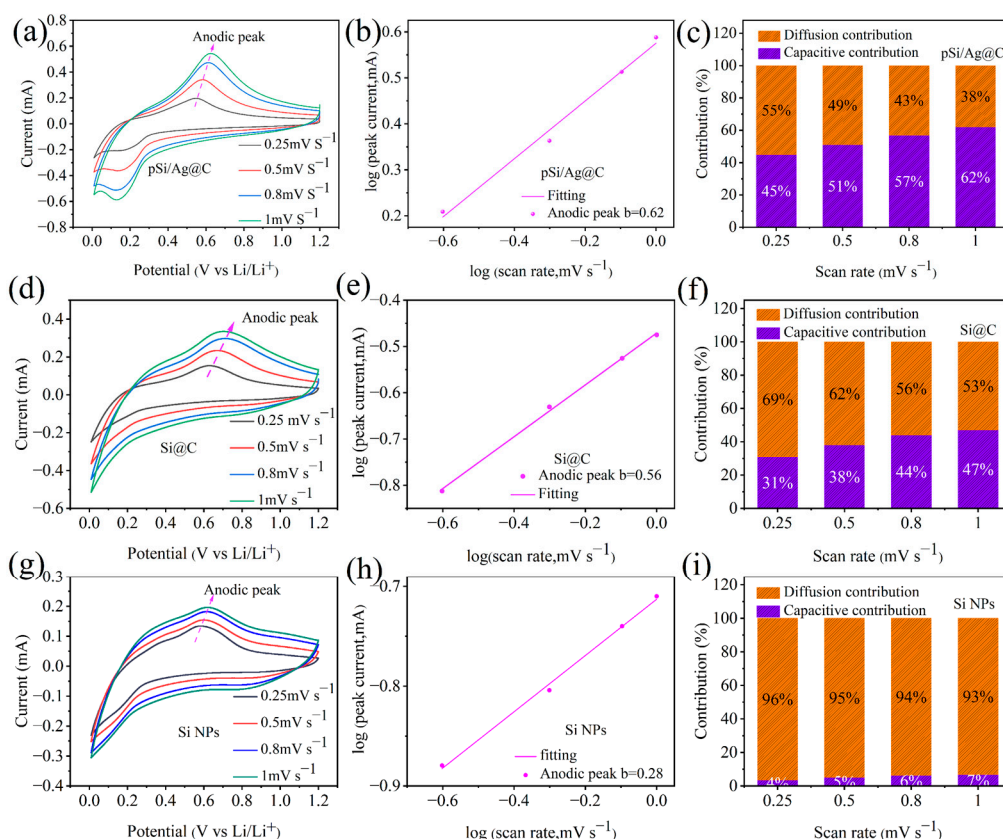 (a)
Anodic peak
0.6
0.4
0.2
0.0
−0.2
−0.4
−0.6
−0.8
Current (mA)
0.25mV S−1
0.5mV S−1
0.8mV S−1
1mV S−1
pSi/Ag@C
0.0 0.2 0.4 0.6 0.8 1.0 1.2
Potential (V vs Li/Li+)
(b)
0.6
0.5
0.3
0.2
log (peak current,mA)
pSi/Ag@C
Fitting
Anodic peak b=0.62
−0.6 −0.4 −0.2 0.0
log (scan rate,mV s−1)
(c)
Diffusion contribution
Capacitive contribution
pSi/Ag@C
120
100
80
60
40
20
0
Contribution (%)
55% 49% 43% 38%
45% 51% 57% 62%
0.25 0.5 0.8 1
Scan rate (mV s−1)
(d)
Anodic peak
0.4
0.2
0.0
−0.2
−0.4
−0.6
Current (mA)
0.25 mV s−1
0.5mV s−1
0.8mV s−1
1mV s−1
Si@C
0.0 0.2 0.4 0.6 0.8 1.0 1.2
Potential (V vs Li/Li+)
(e)
−0.4
−0.5
−0.6
−0.7
−0.8
log (peak current,mA)
Si@C
Anodic peak b=0.56
Fitting
−0.6 −0.4 −0.2 0.0
log(scan rate,mV s−1)
(f)
Diffusion contribution
Capacitive contribution
Si@C
120
100
80
60
40
20
0
Contribution (%)
69% 62% 56% 53%
31% 38% 44% 47%
0.25 0.5 0.8 1
Scan rate (mV s−1)
(g)
Anodic peak
0.3
0.2
0.1
0.0
−0.1
−0.2
−0.3
−0.4
Current (mA)
0.25mV s−1
0.5mV s−1
0.8mV s−1
1mV s−1
Si NPs
0.0 0.2 0.4 0.6 0.8 1.0 1.2
Potential (V vs Li/Li+)
(h)
−0.7
−0.8
−0.9
log (peak current,mA)
Si NPs
fitting
Anodic peak b=0.28
−0.6 −0.4 −0.2 0.0
log (scan rate,mV s−1)
(i)
Diffusion contribution
Capacitive contribution
Si NPs
120
100
80
60
40
20
0
Contribution (%)
96% 95% 94% 93%
4% 5% 6% 7%
0.25 0.5 0.8 1
Scan rate (mV s−1)